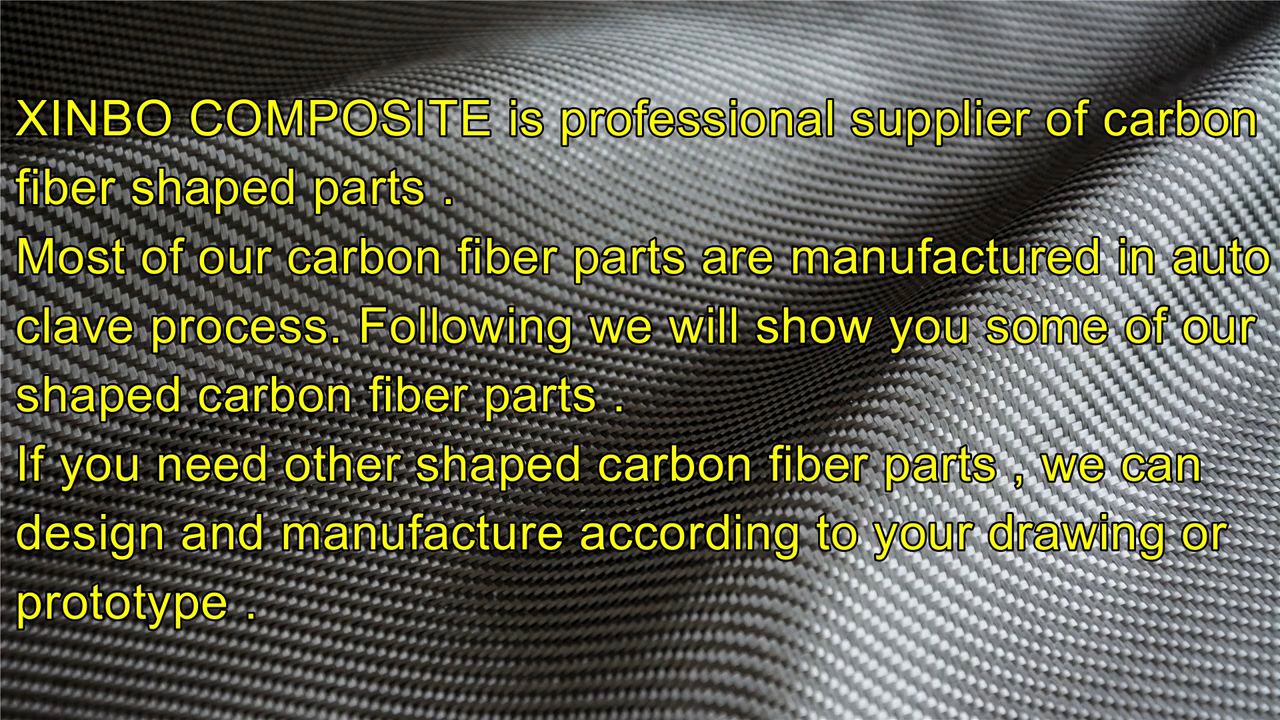 XINBO COMPOSITE is professional supplier of carbon
fiber shaped parts .
Most of our carbon fiber parts are manufactured in auto
clave process. Following we will show you some of our
shaped carbon fiber parts .
If you need other shaped carbon fiber parts , we can
design and manufacture according to your drawing or
prototype .